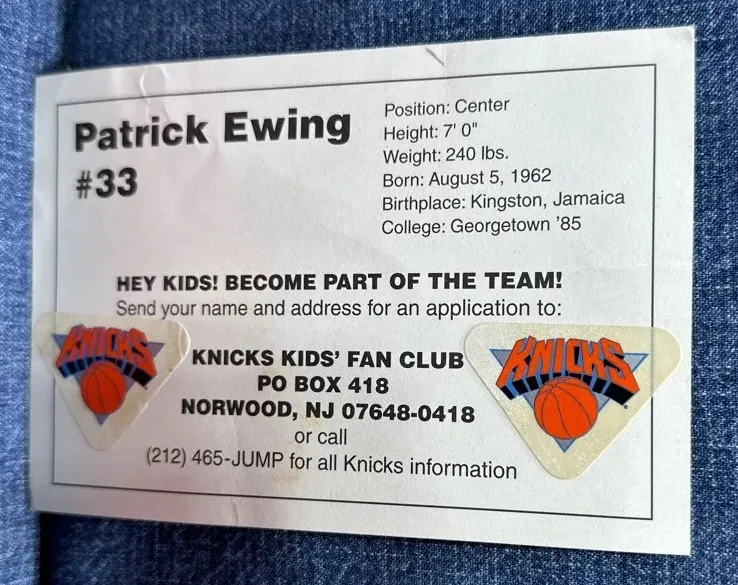 Patrick Ewing
#33
Position: Center
Height: 7' 0"
Weight: 240 lbs.
Born: August 5, 1962
Birthplace: Kingston, Jamaica
College: Georgetown '85
HEY KIDS! BECOME PART OF THE TEAM!
Send your name and address for an application to:
KNICKS
KNICKS KIDS' FAN CLUB
PO BOX 418
NORWOOD, NJ 07648-0418
or call
(212) 465-JUMP for all Knicks information
KNICKS